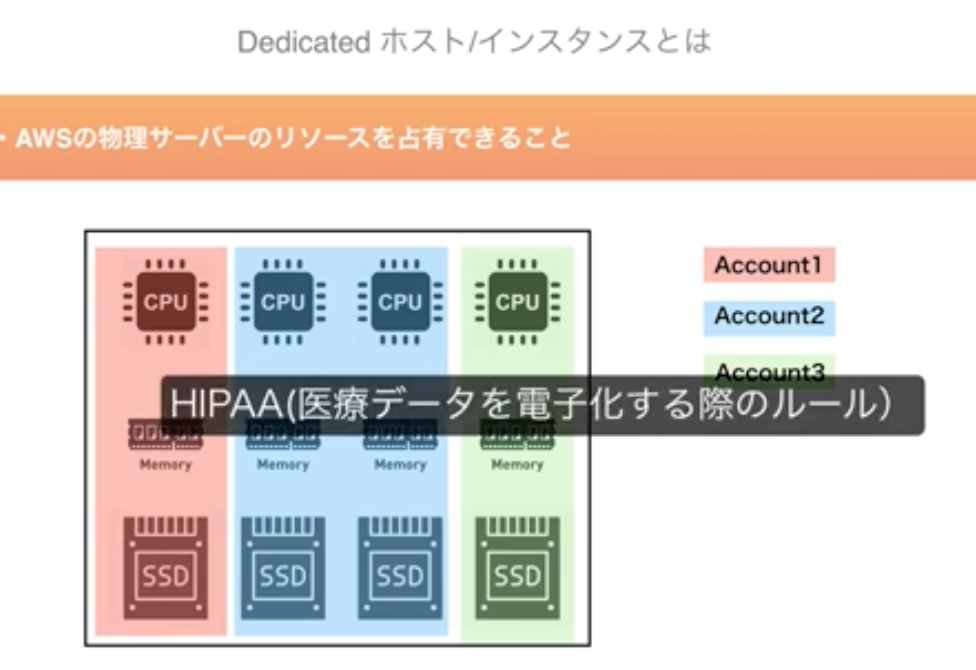 Dedicated ホスト/インスタンスとは
・AWSの物理サーバーのリソースを占有できること
CPU CPU CPU CPU
Account1
Account2
Account3
HIPAA(医療データを電子化する際のルール）
Memory Memory Memory Memory
SSD SSD SSD SSD